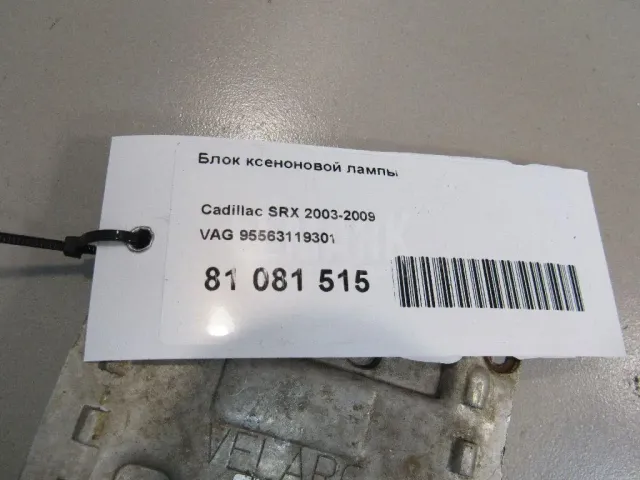 Блок ксеноновой лампы
Cadillac SRX 2003-2009
VAG 95563119301
81 081 515